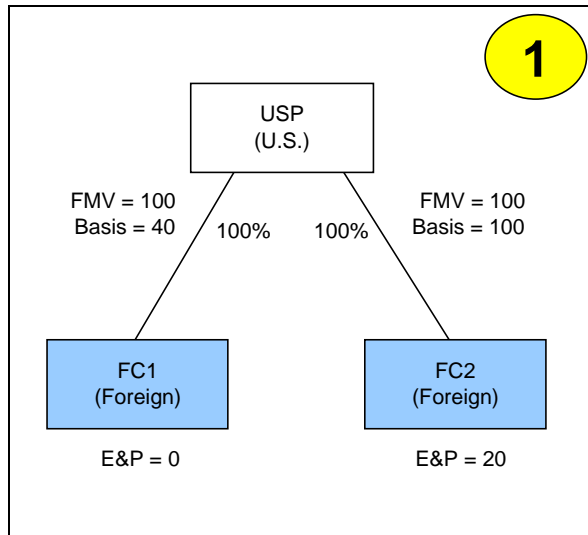 1
USP
(U.S.)
FMV = 100
Basis = 40
100%
100%
FMV = 100
Basis = 100
FC1
(Foreign)
FC2
(Foreign)
E&P = 0
E&P = 20